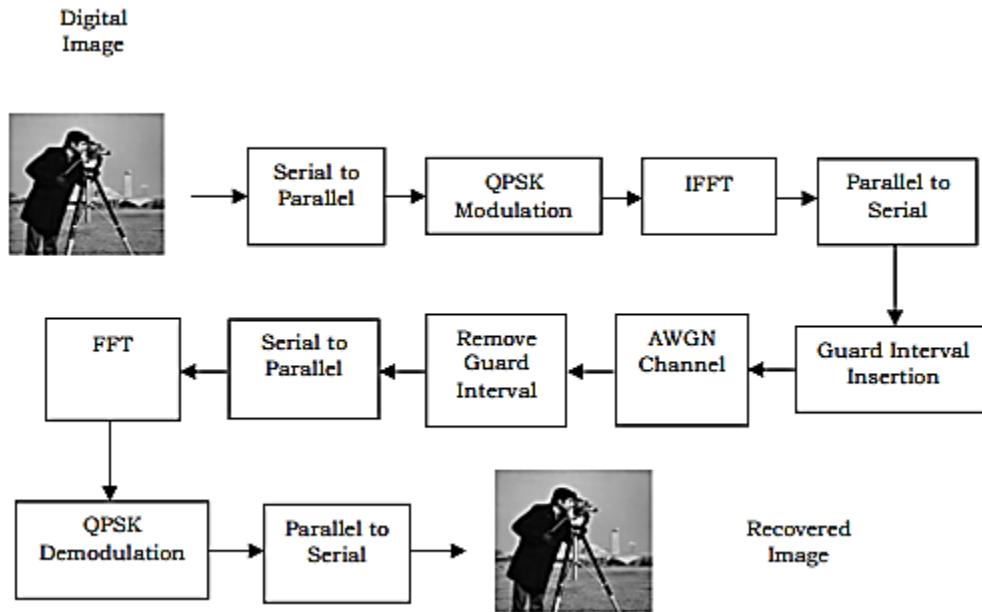 Digital
Image
Serial to
Parallel
QPSK
Modulation
IFFT
Parallel to
Serial
Guard Interval
Insertion
AWGN
Channel
Remove
Guard
Interval
Serial to
Parallel
FFT
QPSK
Demodulation
Parallel to
Serial
Recovered
Image